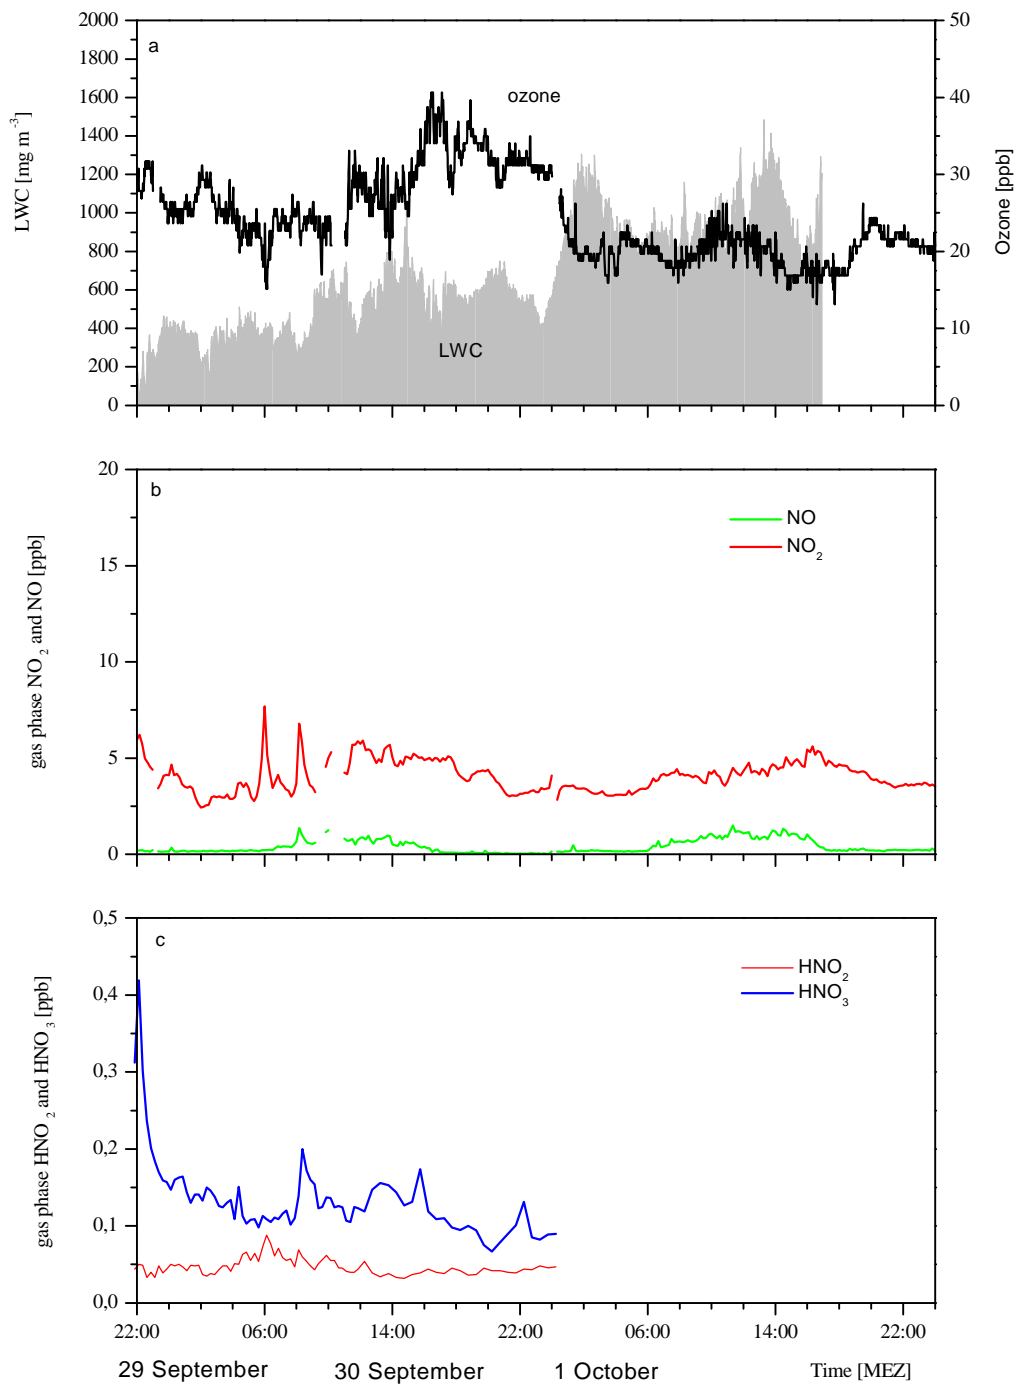 a
ozone
LWC
LWC [mg m-3]
2000
1800
1600
1400
1200
1000
800
600
400
200
0
Ozone [ppb]
50
40
30
20
10
0
b
NO
NO2
gas phase NO2 and NO [ppb]
20
15
10
5
0
c
HNO2
HNO3
gas phase HNO2 and HNO3 [ppb]
0,5
0,4
0,3
0,2
0,1
0,0
22:00 06:00 14:00 22:00 06:00 14:00 22:00
29 September 30 September 1 October Time [MEZ]